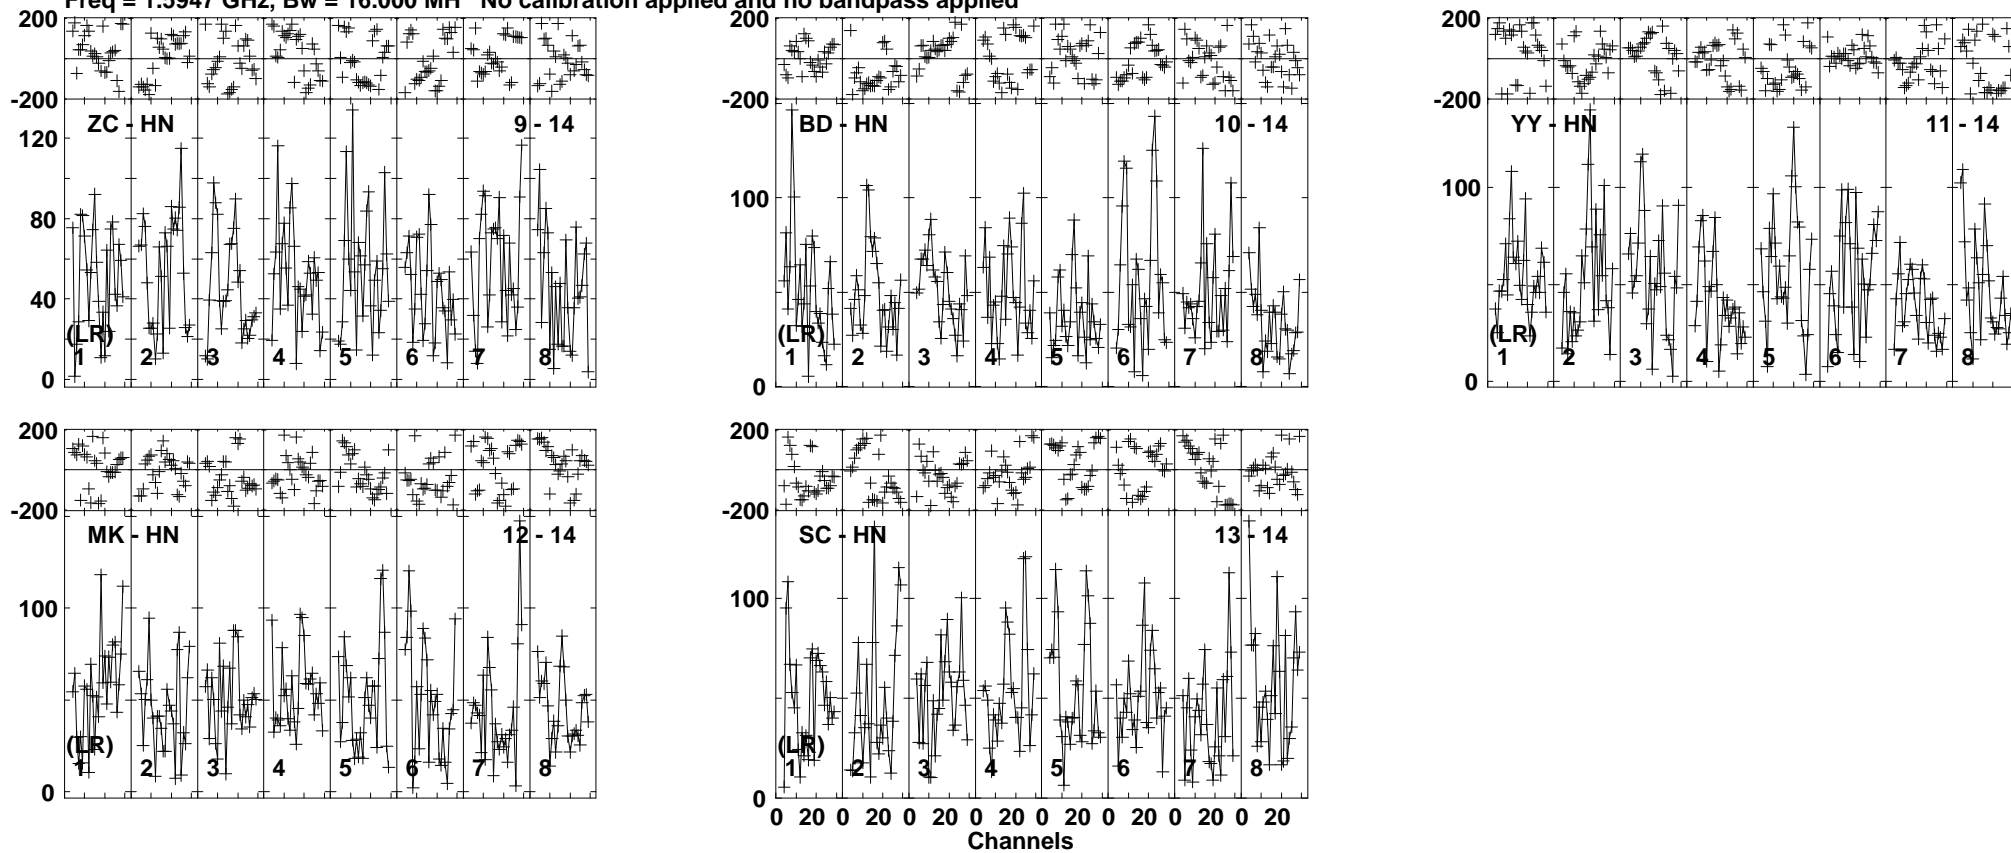 Freq = 1.5947 GHz, Bw = 16.000 MH No calibration applied and no bandpass applied
200 200 200
-200 -200 -200
ZC - HN 9 - 14 BD - HN 10 - 14 YY - HN 11 - 14
120
80
40
0
100
0
100
0
(LR) (LR) (LR)
1 2 3 4 5 6 7 8 1 2 3 4 5 6 7 8 1 2 3 4 5 6 7 8
200 200
-200 -200
MK - HN 12 - 14 SC - HN 13 - 14
100 100
(LR) (LR)
1 2 3 4 5 6 7 8 1 2 3 4 5 6 7 8
0 0
0 20 0 20 0 20 0 20 0 20 0 20 0 20 0 20
Channels